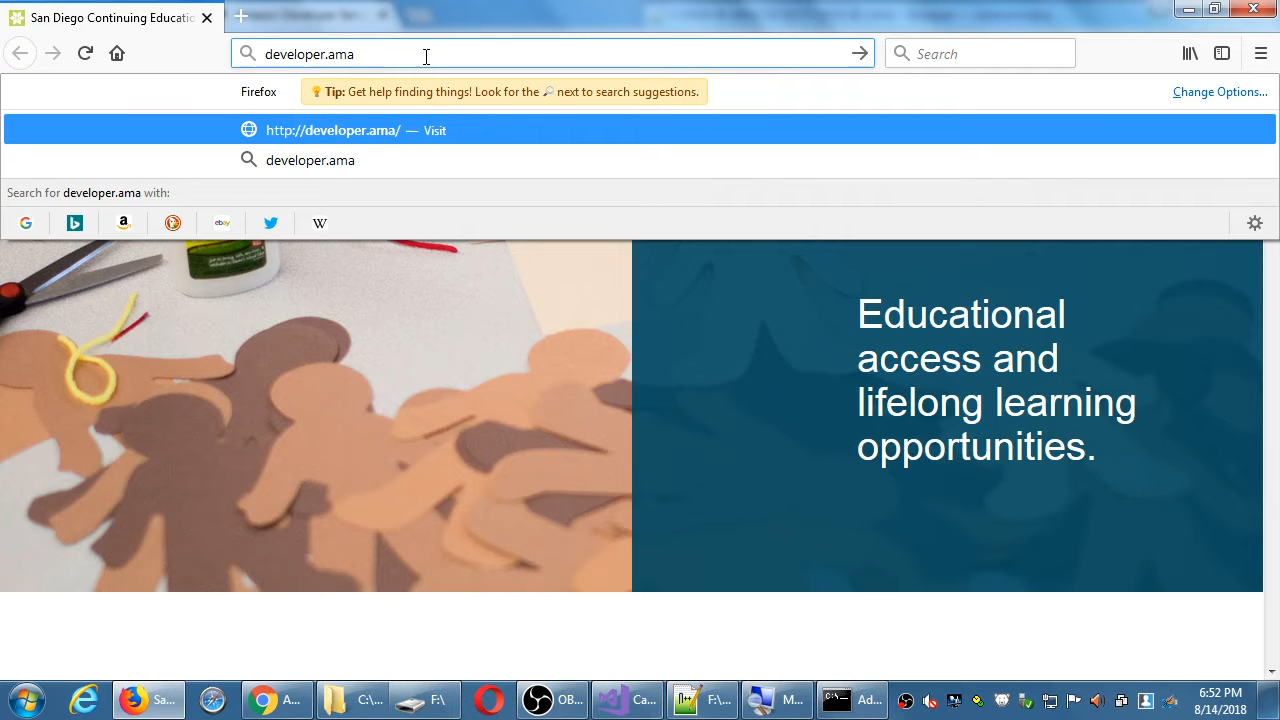 San Diego Continuing Educatio
developer.ama
Search
Firefox
Tip: Get help finding things! Look for the next to search suggestions.
Change Options...
http://developer.ama/ — Visit
developer.ama
Search for developer.ama with:
G
b
a
ebay
W
Educational
access and
lifelong learning
opportunities.
Sa...
A...
C:\...
F:\
OB...
Ca...
F:\...
M...
Ad...
6:52 PM
8/14/2018